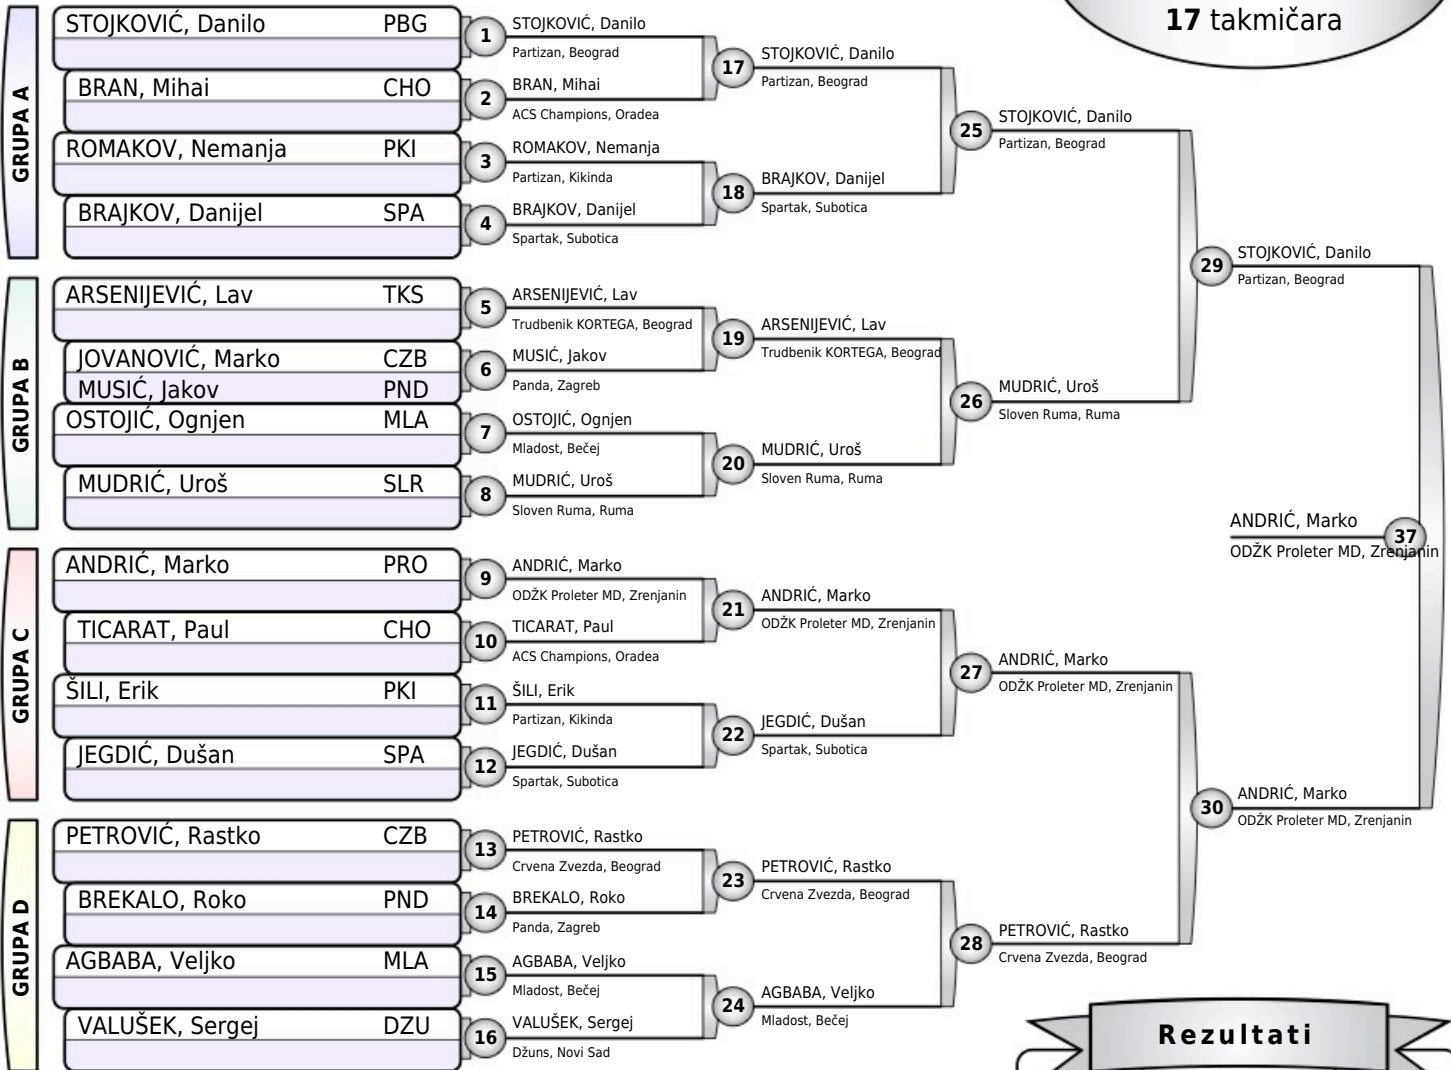 17 takmičara
GRUPA A
STOJKOVIĆ, Danilo PBG
BRAN, Mihai CHO
ROMAKOV, Nemanja PKI
BRAJKOV, Danijel SPA
GRUPA B
ARSENIJEVIĆ, Lav TKS
JOVANOVIĆ, Marko CZB
MUSIĆ, Jakov PND
OSTOJIĆ, Ognjen MLA
MUDRIĆ, Uroš SLR
GRUPA C
ANDRIĆ, Marko PRO
TICARAT, Paul CHO
ŠILI, Erik PKI
JEGDIĆ, Dušan SPA
GRUPA D
PETROVIĆ, Rastko CZB
BREKALO, Roko PND
AGBABA, Veljko MLA
VALUŠEK, Sergej DZU
1 STOJKOVIĆ, Danilo
Partizan, Beograd
2 BRAN, Mihai
ACS Champions, Oradea
3 ROMAKOV, Nemanja
Partizan, Kikinda
4 BRAJKOV, Danijel
Spartak, Subotica
5 ARSENIJEVIĆ, Lav
Trudbenik KORTEGA, Beograd
6 MUSIĆ, Jakov
Panda, Zagreb
7 OSTOJIĆ, Ognjen
Mladost, Bečej
8 MUDRIĆ, Uroš
Sloven Ruma, Ruma
9 ANDRIĆ, Marko
ODŽK Proleter MD, Zrenjanin
10 TICARAT, Paul
ACS Champions, Oradea
11 ŠILI, Erik
Partizan, Kikinda
12 JEGDIĆ, Dušan
Spartak, Subotica
13 PETROVIĆ, Rastko
Crvena Zvezda, Beograd
14 BREKALO, Roko
Panda, Zagreb
15 AGBABA, Veljko
Mladost, Bečej
16 VALUŠEK, Sergej
Džuns, Novi Sad
17 STOJKOVIĆ, Danilo
Partizan, Beograd
18 BRAJKOV, Danijel
Spartak, Subotica
19 ARSENIJEVIĆ, Lav
Trudbenik KORTEGA, Beograd
20 MUDRIĆ, Uroš
Sloven Ruma, Ruma
21 ANDRIĆ, Marko
ODŽK Proleter MD, Zrenjanin
22 JEGDIĆ, Dušan
Spartak, Subotica
23 PETROVIĆ, Rastko
Crvena Zvezda, Beograd
24 AGBABA, Veljko
Mladost, Bečej
25 STOJKOVIĆ, Danilo
Partizan, Beograd
26 MUDRIĆ, Uroš
Sloven Ruma, Ruma
27 ANDRIĆ, Marko
ODŽK Proleter MD, Zrenjanin
28 PETROVIĆ, Rastko
Crvena Zvezda, Beograd
29 STOJKOVIĆ, Danilo
Partizan, Beograd
30 ANDRIĆ, Marko
ODŽK Proleter MD, Zrenjanin
ANDRIĆ, Marko 37
ODŽK Proleter MD, Zrenjanin
Rezultati